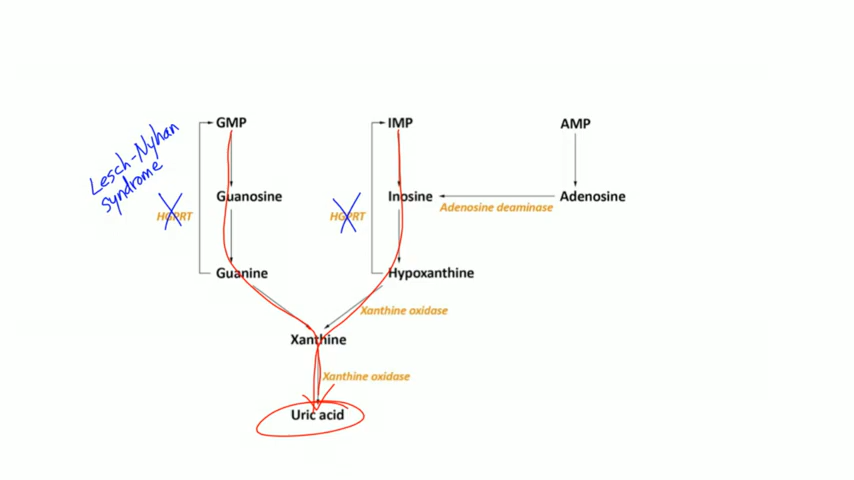 GMP
IMP
AMP
Lesch-Nyhan
syndrome
Guanosine
Inosine
Adenosine
Adenosine deaminase
HGPRT
HGPRT
Guanine
Hypoxanthine
Xanthine oxidase
Xanthine
Xanthine oxidase
Uric acid